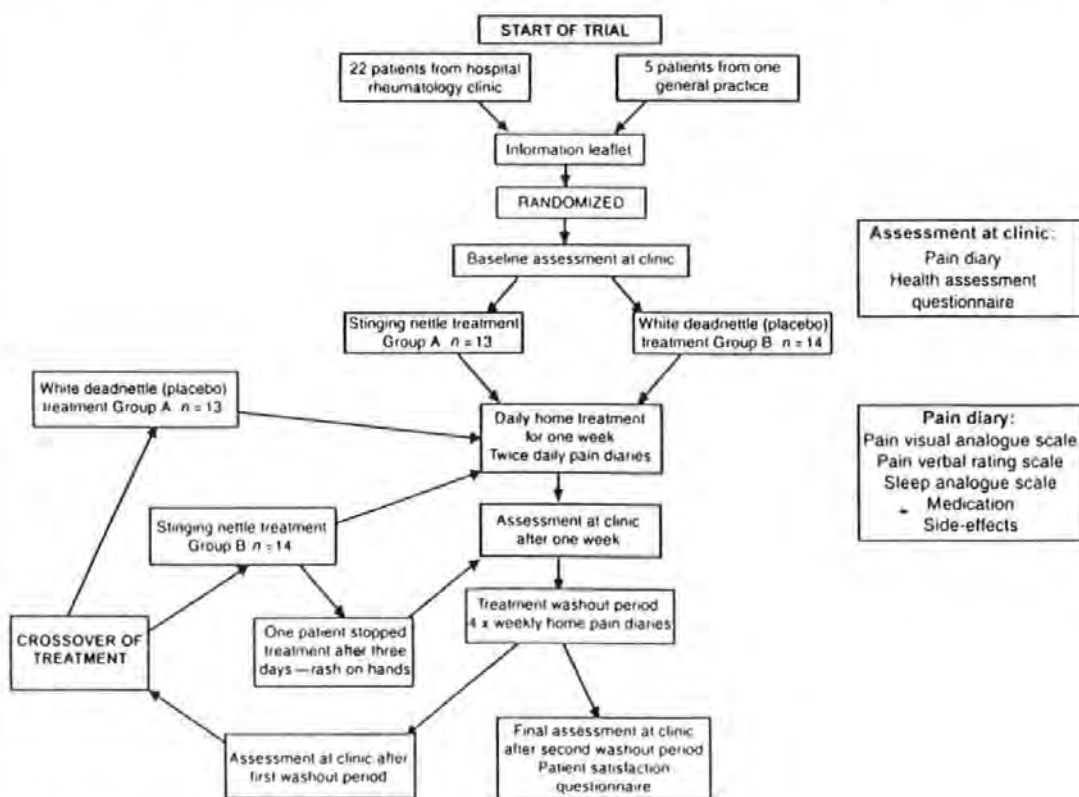 START OF TRIAL
22 patients from hospital
rheumatology clinic
5 patients from one
general practice
Information leaflet
RANDOMIZED
Baseline assessment at clinic
Stinging nettle treatment
Group A n = 13
White deadnettle (placebo)
treatment Group B n = 14
White deadnettle (placebo)
treatment Group A n = 13
Daily home treatment
for one week
Twice daily pain diaries
Stinging nettle treatment
Group B n = 14
Assessment at clinic
after one week
One patient stopped
treatment after three
days—rash on hands
Treatment washout period
4 x weekly home pain diaries
CROSSOVER OF
TREATMENT
Assessment at clinic after
first washout period
Final assessment at clinic
after second washout period
Patient satisfaction
questionnaire
Assessment at clinic:
Pain diary
Health assessment
questionnaire
Pain diary:
Pain visual analogue scale
Pain verbal rating scale
Sleep analogue scale
Medication
Side-effects